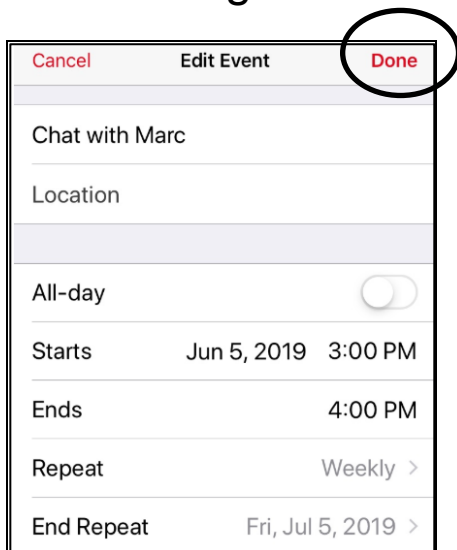 Cancel Edit Event Done
Chat with Marc
Location
All-day
Starts Jun 5, 2019 3:00 PM
Ends 4:00 PM
Repeat Weekly >
End Repeat Fri, Jul 5, 2019 >